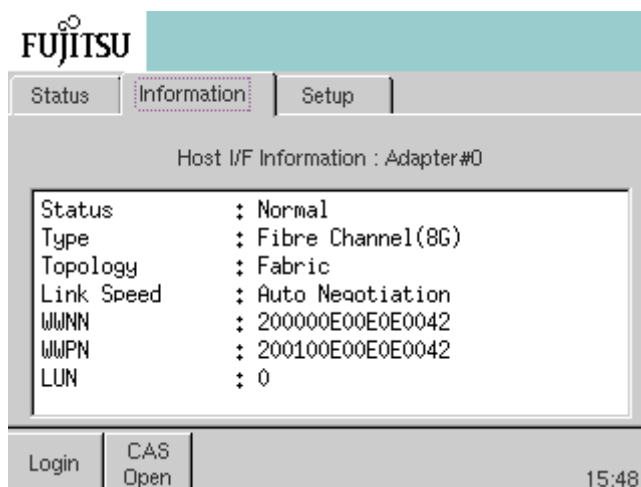 FUJITSU
Status Information Setup
Host I/F Information : Adapter#0
Status : Normal
Type : Fibre Channel(8G)
Topology : Fabric
Link Speed : Auto Negotiation
WWNN : 200000E00E0E0042
WWPN : 200100E00E0E0042
LUN : 0
Login CAS
Open
15:48